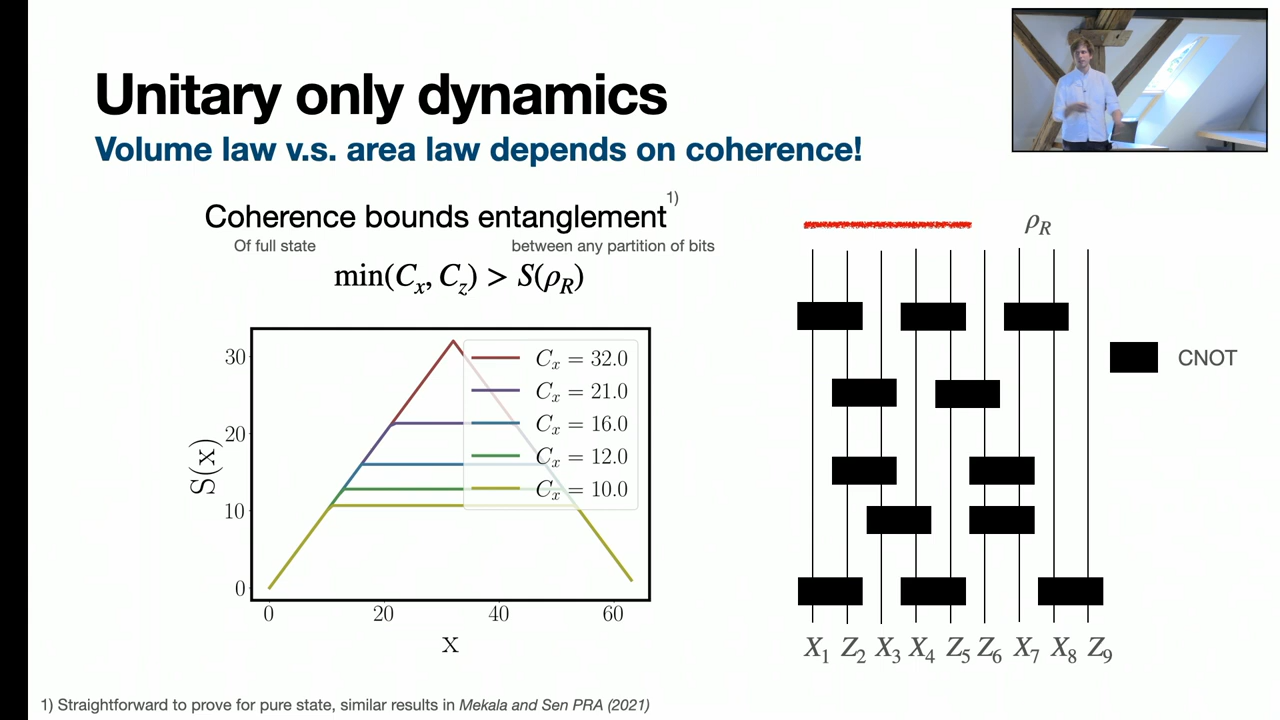 Unitary only dynamics
Volume law v.s. area law depends on coherence!
Coherence bounds entanglement 1)
Of full state
between any partition of bits
min(Cₓ, C_z) > S(ρ_R)
S(x)
30
20
10
0
0 20 40 60
X
Cₓ = 32.0
Cₓ = 21.0
Cₓ = 16.0
Cₓ = 12.0
Cₓ = 10.0
ρ_R
CNOT
X₁ Z₂ X₃ X₄ Z₅ Z₆ X₇ X₈ Z₉
1) Straightforward to prove for pure state, similar results in Mekala and Sen PRA (2021)